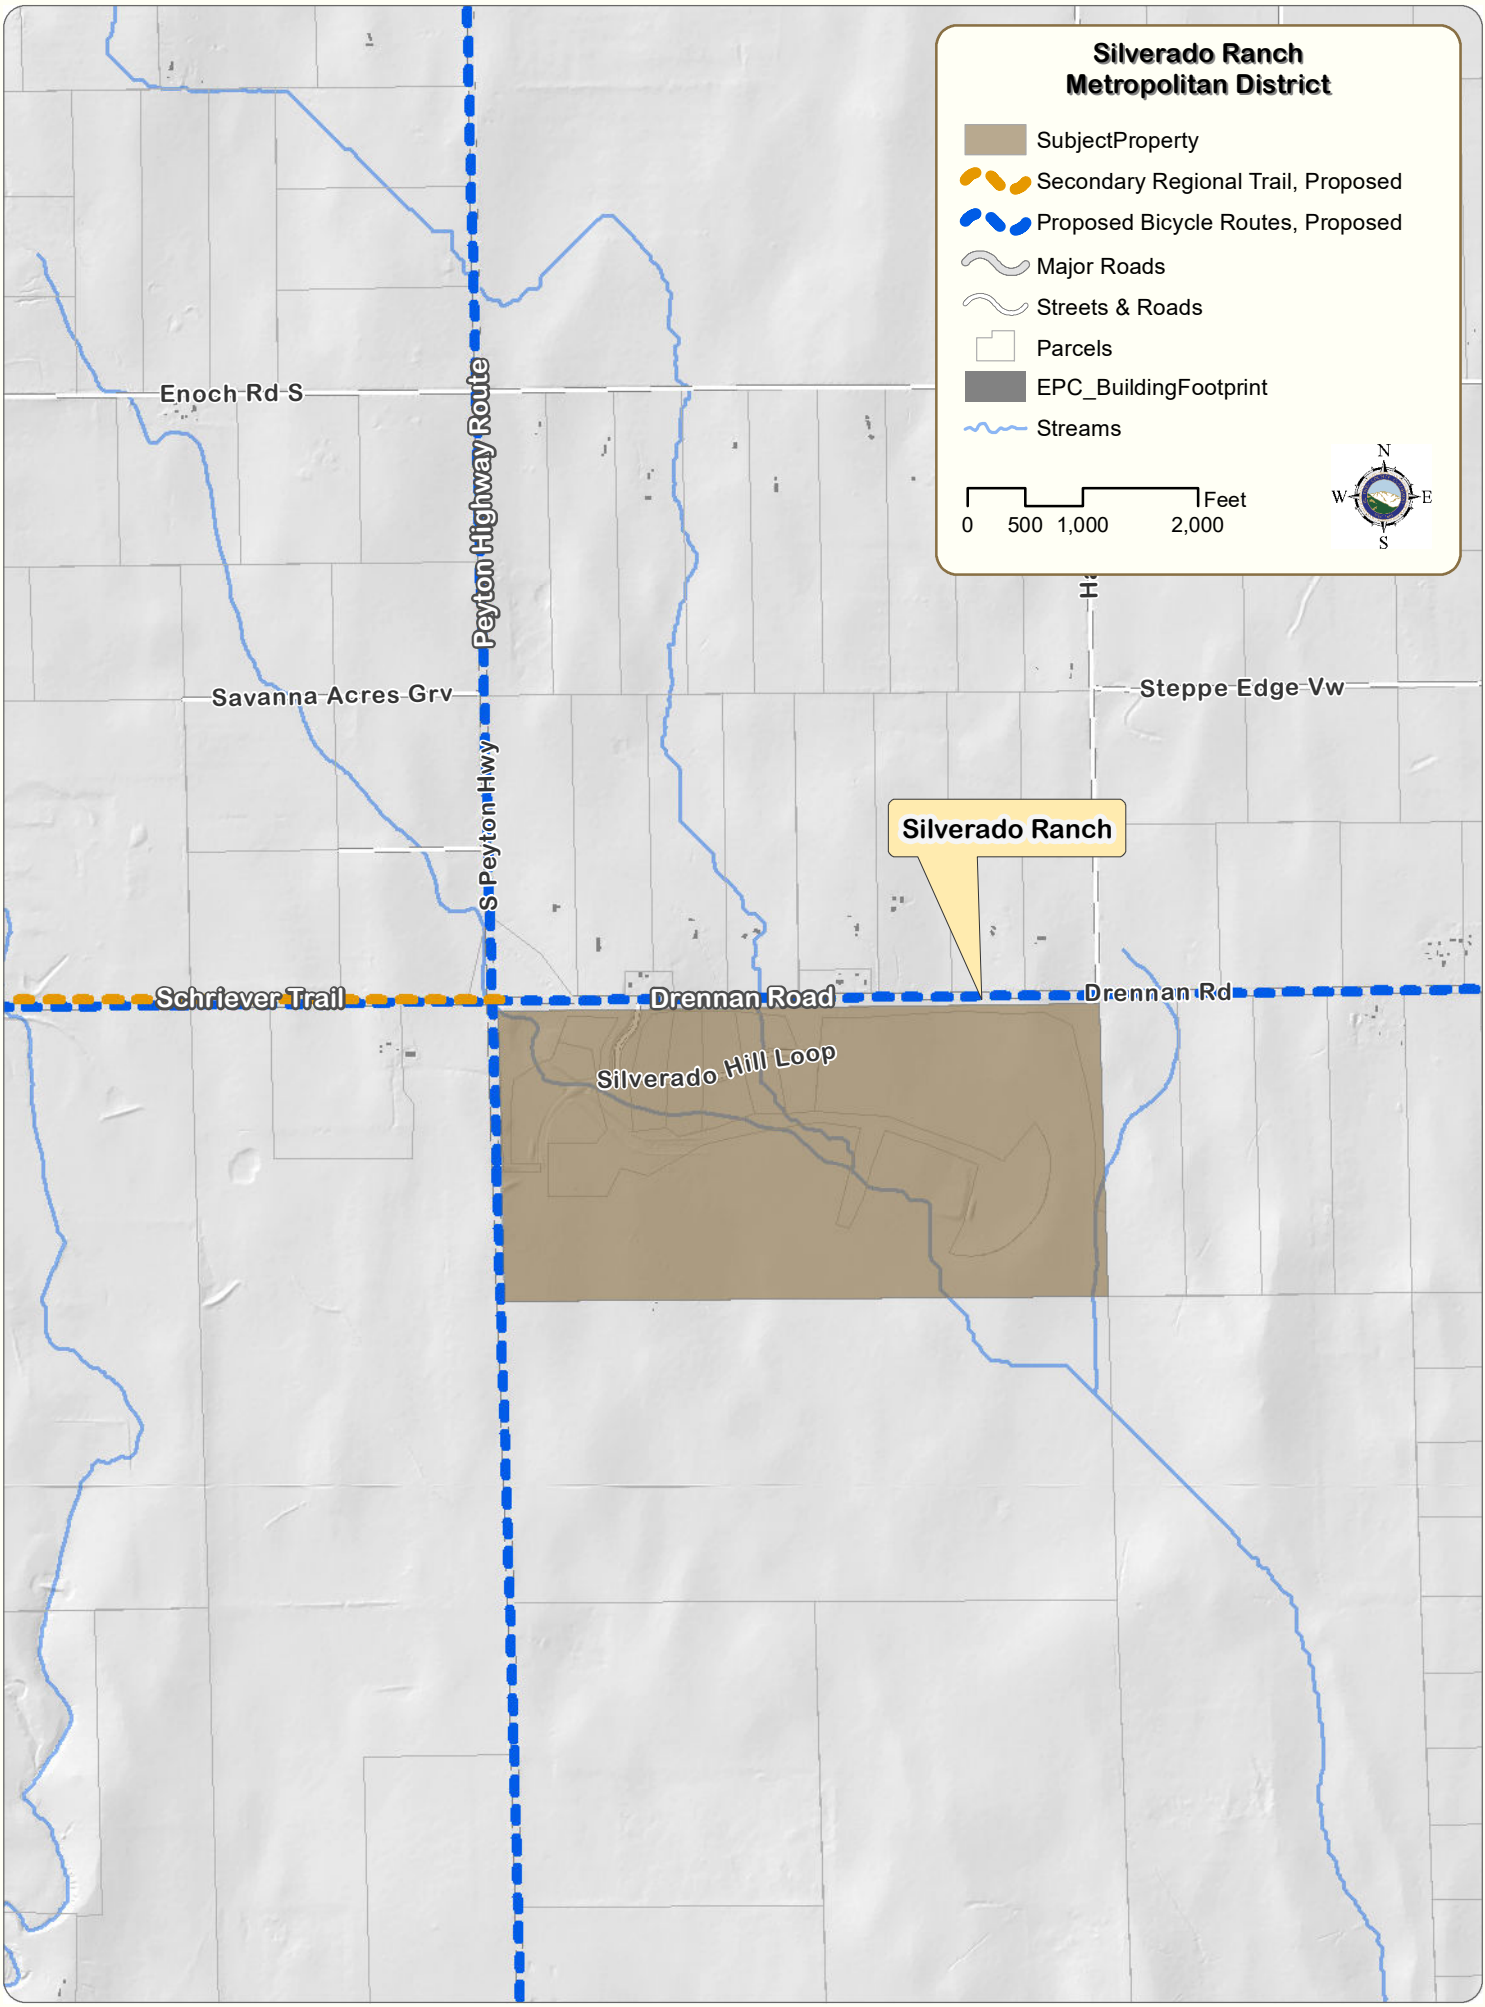 Silverado Ranch
Metropolitan District
SubjectProperty
Secondary Regional Trail, Proposed
Proposed Bicycle Routes, Proposed
Major Roads
Streets & Roads
Parcels
EPC_BuildingFootprint
Streams
Feet
0 500 1,000 2,000
N
W E
S
Enoch Rd S
Peyton Highway Route
Savanna Acres Grv
Steppe Edge Vw
S Peyton Hwy
Silverado Ranch
Schriever Trail
Drennan Road
Drennan Rd
Silverado Hill Loop